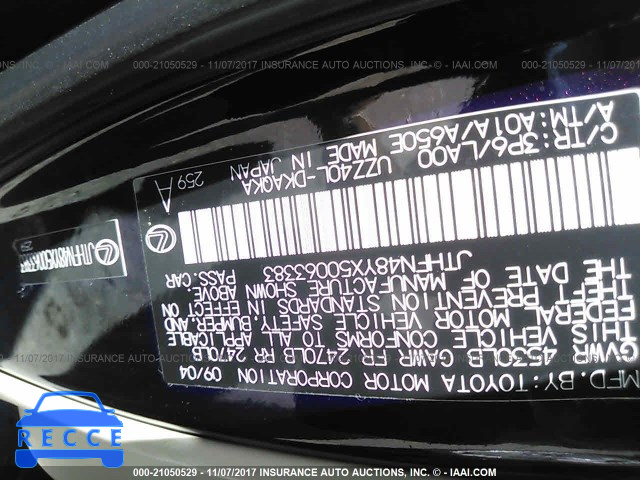 000-21050529 - 11/07/2017 INSURANCE AUTO AUCTIONS, INC. - IAAI.COM
MFD. BY: TOYOTA MOTOR CORPORATION 09/04
GVWR 4530LB GAWR FR 2470LB RR 2470LB
THIS VEHICLE CONFORMS TO ALL APPLICABLE
FEDERAL MOTOR VEHICLE SAFETY, BUMPER, AND
THEFT PREVENTION STANDARDS IN EFFECT ON
THE DATE OF MANUFACTURE SHOWN ABOVE.
JTHFN48YX50063383 PASS. CAR
C/TR: 3P6/LA00 UZZ40L-DKAQKA
A/TM: A01A/A650E MADE IN JAPAN
259 A
259
BIDCEE
000-21050529 - 11/07/2017 INSURANCE AUTO AUCTIONS, INC. - IAAI.COM